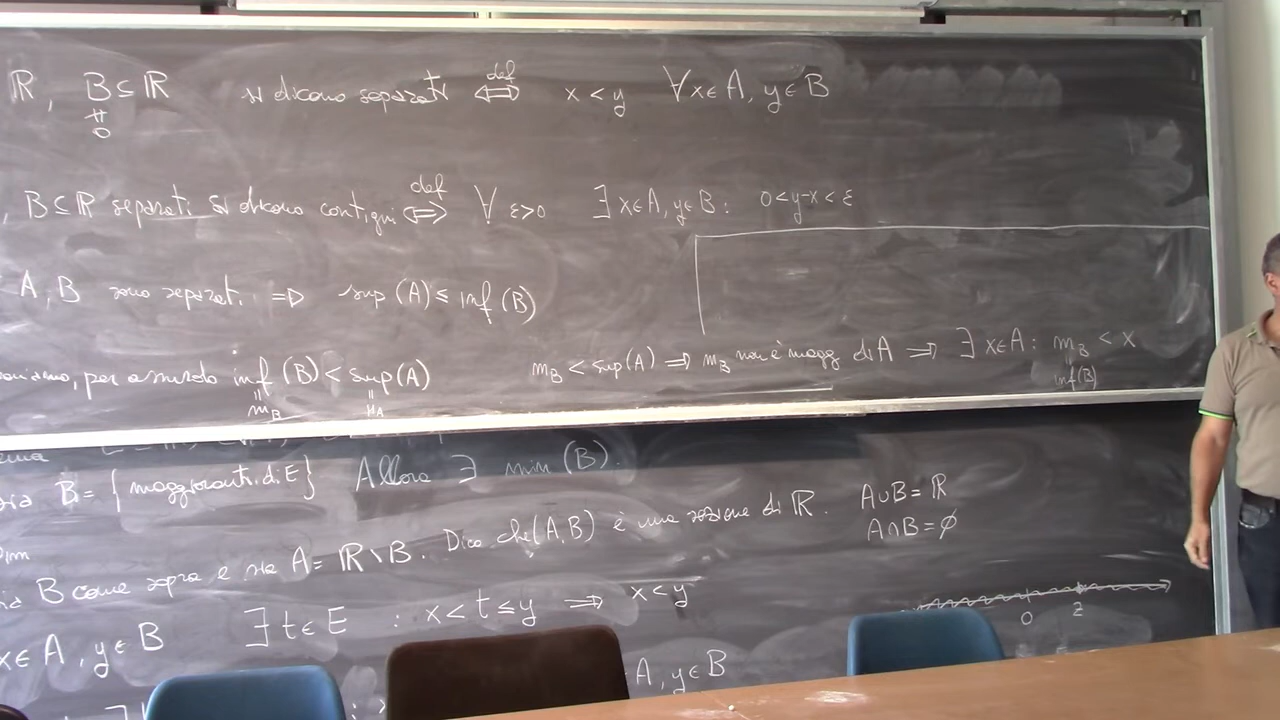 ℝ, B ⊆ ℝ si dicono separati ⟺ def x < y ∀x∈A, y∈B
B ⊆ ℝ separati si dicono contigui ⟺ def ∀ ε>0 ∃ x∈A, y∈B : 0 < y-x < ε
A, B sono separati ⟹ sup (A) ≤ inf (B)
per assurdo inf (B) < sup (A)
m_B < sup (A) ⟹ m_B non è magg di A ⟹ ∃ x∈A : m_B < x
= m_B
= M_A
= inf (B)
B = { maggioranti di E } Allora ∃ min (B).
B come sopra e sia A = ℝ \ B. Dico che (A, B) è una sezione di ℝ. A∪B = ℝ
A∩B = ∅
x∈A, y∈B ∃ t∈E : x < t ≤ y ⟹ x < y
0 2
A, y∈B